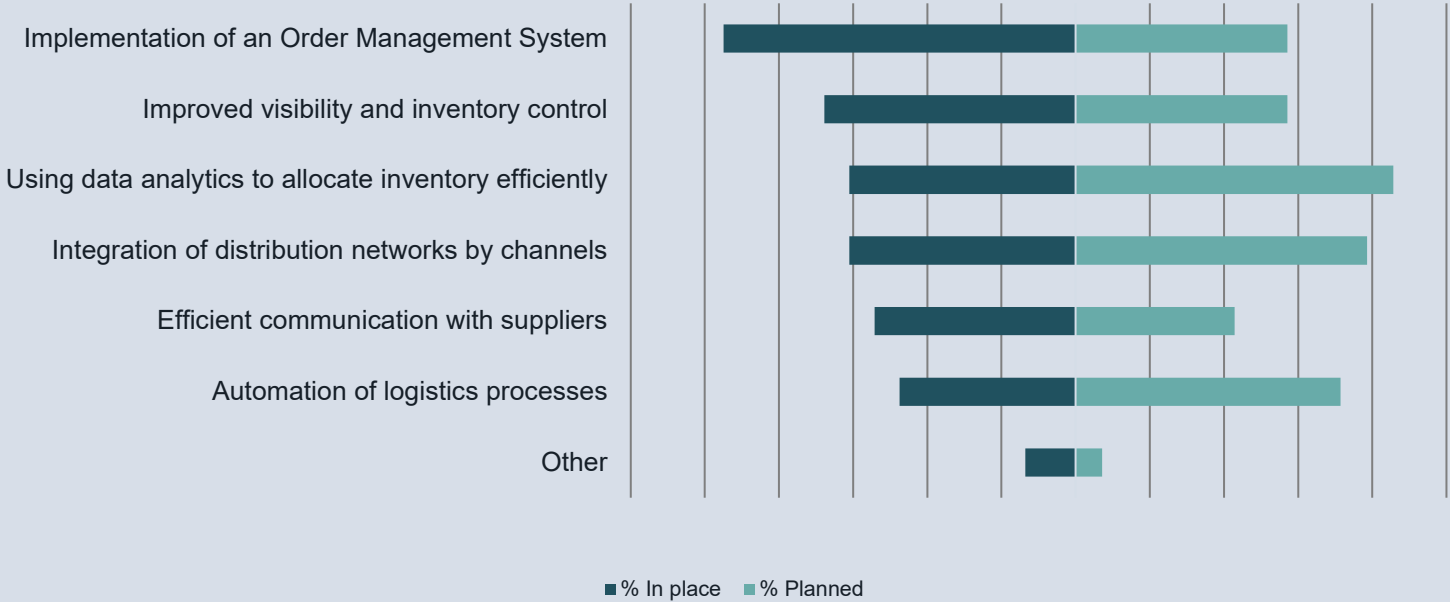 Implementation of an Order Management System
Improved visibility and inventory control
Using data analytics to allocate inventory efficiently
Integration of distribution networks by channels
Efficient communication with suppliers
Automation of logistics processes
Other
% In place % Planned